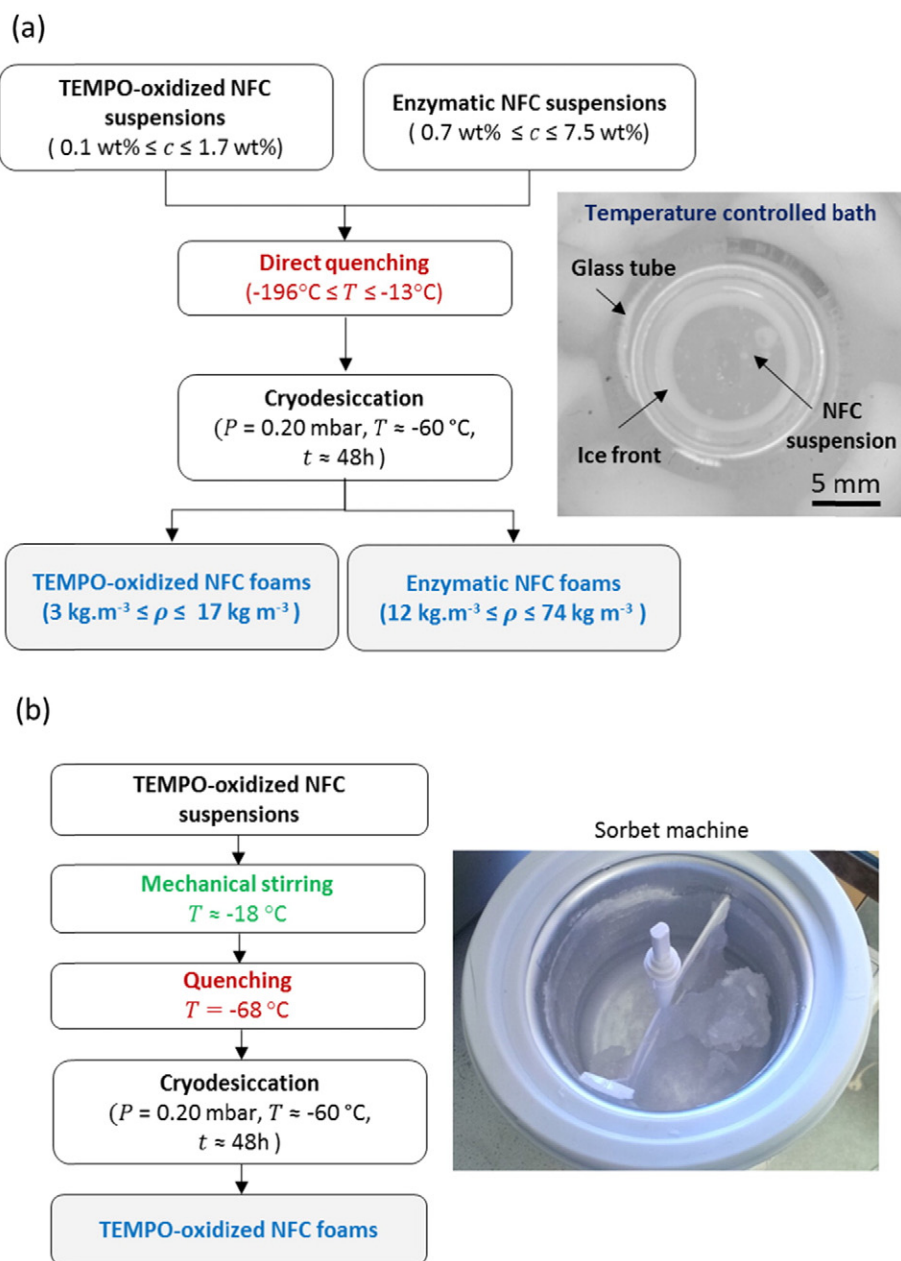 (a)
TEMPO-oxidized NFC
suspensions
( 0.1 wt% ≤ c ≤ 1.7 wt%)
Enzymatic NFC suspensions
( 0.7 wt% ≤ c ≤ 7.5 wt%)
Direct quenching
(-196°C ≤ T ≤ -13°C)
Cryodesiccation
(P = 0.20 mbar, T ≈ -60 °C,
t ≈ 48h )
TEMPO-oxidized NFC foams
(3 kg.m⁻³ ≤ ρ ≤ 17 kg m⁻³ )
Enzymatic NFC foams
(12 kg.m⁻³ ≤ ρ ≤ 74 kg m⁻³ )
Temperature controlled bath
Glass tube
NFC
suspension
Ice front
5 mm
(b)
TEMPO-oxidized NFC
suspensions
Mechanical stirring
T ≈ -18 °C
Quenching
T = -68 °C
Cryodesiccation
(P = 0.20 mbar, T ≈ -60 °C,
t ≈ 48h )
TEMPO-oxidized NFC foams
Sorbet machine